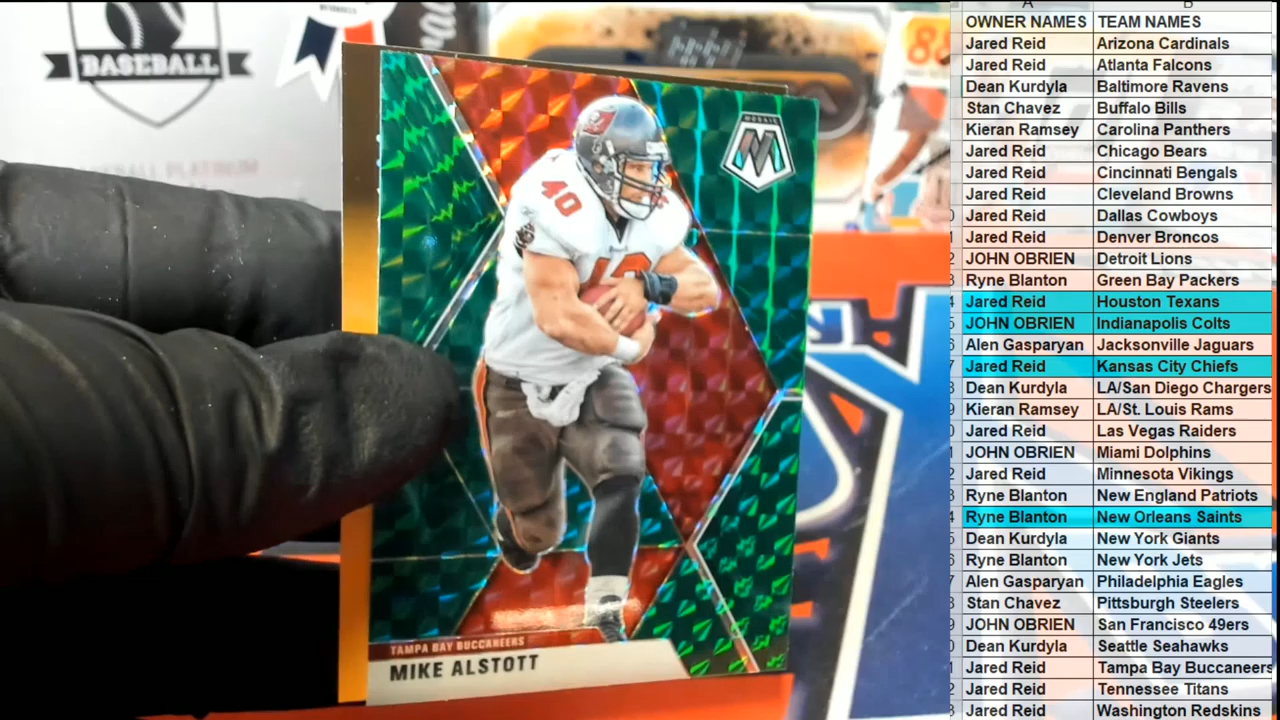 BASEBALL
MOSAIC
40
TAMPA BAY BUCCANEERS
MIKE ALSTOTT
A B
OWNER NAMES TEAM NAMES
Jared Reid Arizona Cardinals
Jared Reid Atlanta Falcons
Dean Kurdyla Baltimore Ravens
Stan Chavez Buffalo Bills
Kieran Ramsey Carolina Panthers
Jared Reid Chicago Bears
Jared Reid Cincinnati Bengals
Jared Reid Cleveland Browns
Jared Reid Dallas Cowboys
Jared Reid Denver Broncos
JOHN OBRIEN Detroit Lions
Ryne Blanton Green Bay Packers
Jared Reid Houston Texans
JOHN OBRIEN Indianapolis Colts
Alen Gasparyan Jacksonville Jaguars
Jared Reid Kansas City Chiefs
Dean Kurdyla LA/San Diego Chargers
Kieran Ramsey LA/St. Louis Rams
Jared Reid Las Vegas Raiders
JOHN OBRIEN Miami Dolphins
Jared Reid Minnesota Vikings
Ryne Blanton New England Patriots
Ryne Blanton New Orleans Saints
Dean Kurdyla New York Giants
Ryne Blanton New York Jets
Alen Gasparyan Philadelphia Eagles
Stan Chavez Pittsburgh Steelers
JOHN OBRIEN San Francisco 49ers
Dean Kurdyla Seattle Seahawks
Jared Reid Tampa Bay Buccaneers
Jared Reid Tennessee Titans
Jared Reid Washington Redskins